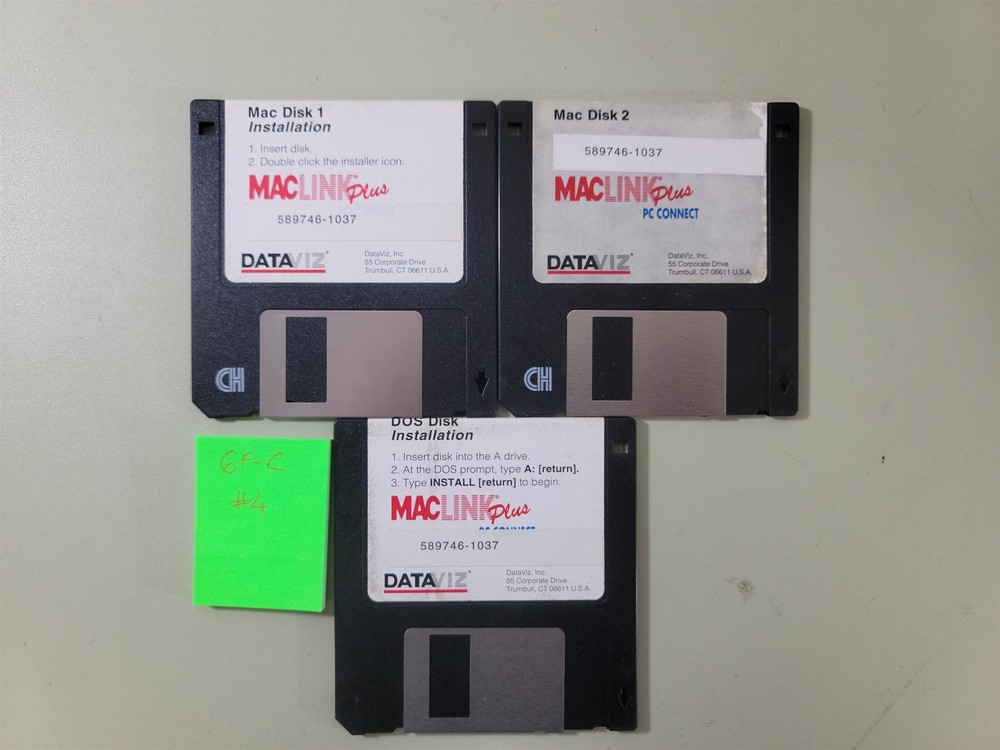 Mac Disk 1
Installation
1. Insert disk.
2. Double click the installer icon.
MACLINK Plus
589746-1037
DATAVIZ®
DataViz, Inc.
55 Corporate Drive
Trumbull, CT 06611 U.S.A.
CH
Mac Disk 2
589746-1037
MACLINK Plus
PC CONNECT
DATAVIZ®
DataViz, Inc.
55 Corporate Drive
Trumbull, CT 06611 U.S.A.
CH
DOS Disk
Installation
1. Insert disk into the A drive.
2. At the DOS prompt, type A: [return].
3. Type INSTALL [return] to begin.
MACLINK Plus
PC CONNECT
589746-1037
DATAVIZ®
DataViz, Inc.
55 Corporate Drive
Trumbull, CT 06611 U.S.A.
6F-C
#4